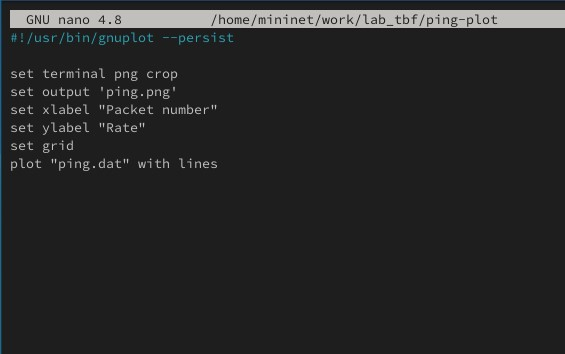 GNU nano 4.8 /home/mininet/work/lab_tbf/ping-plot
#!/usr/bin/gnuplot --persist
set terminal png crop
set output 'ping.png'
set xlabel "Packet number"
set ylabel "Rate"
set grid
plot "ping.dat" with lines